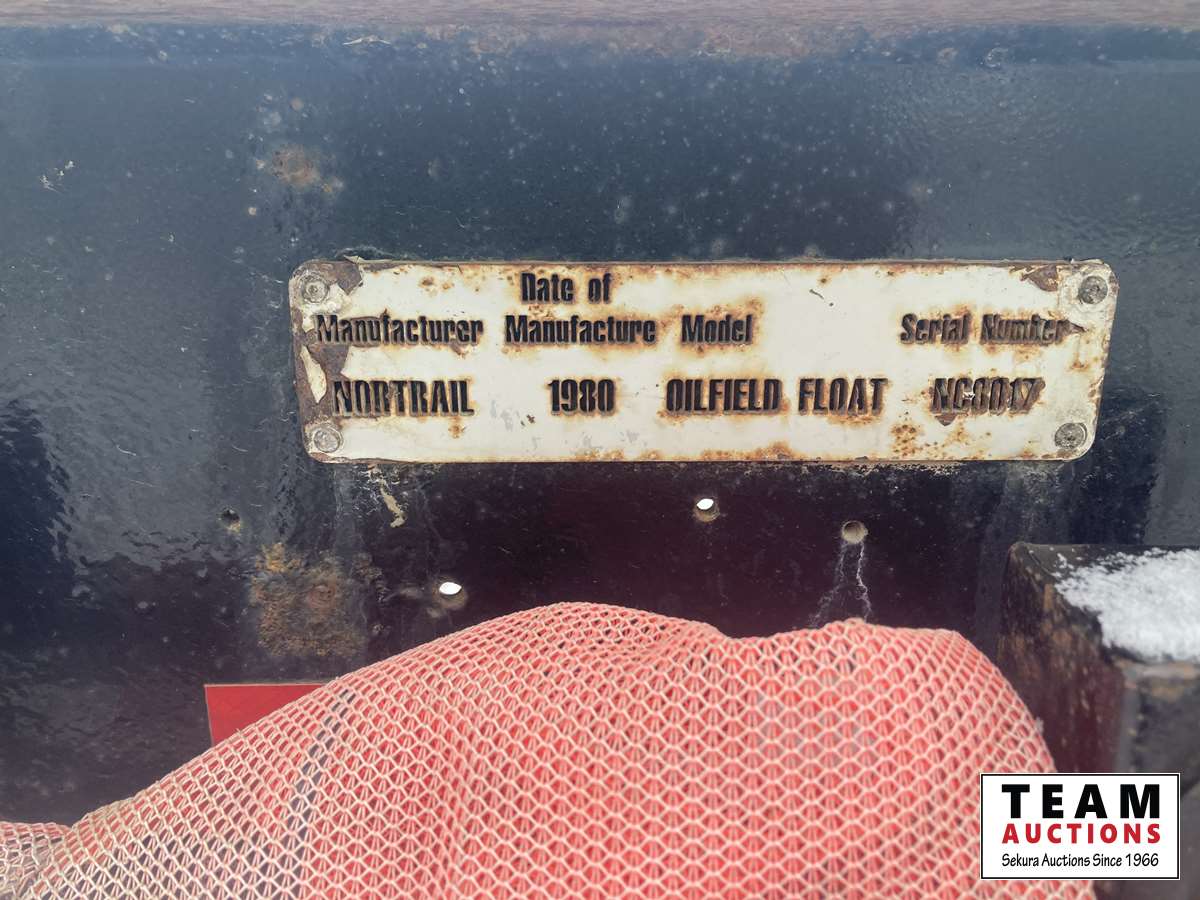 Date of
Manufacturer Manufacture Model Serial Number
NORTRAIL 1980 OILFIELD FLOAT NC8017
TEAM
AUCTIONS
Sekura Auctions Since 1966